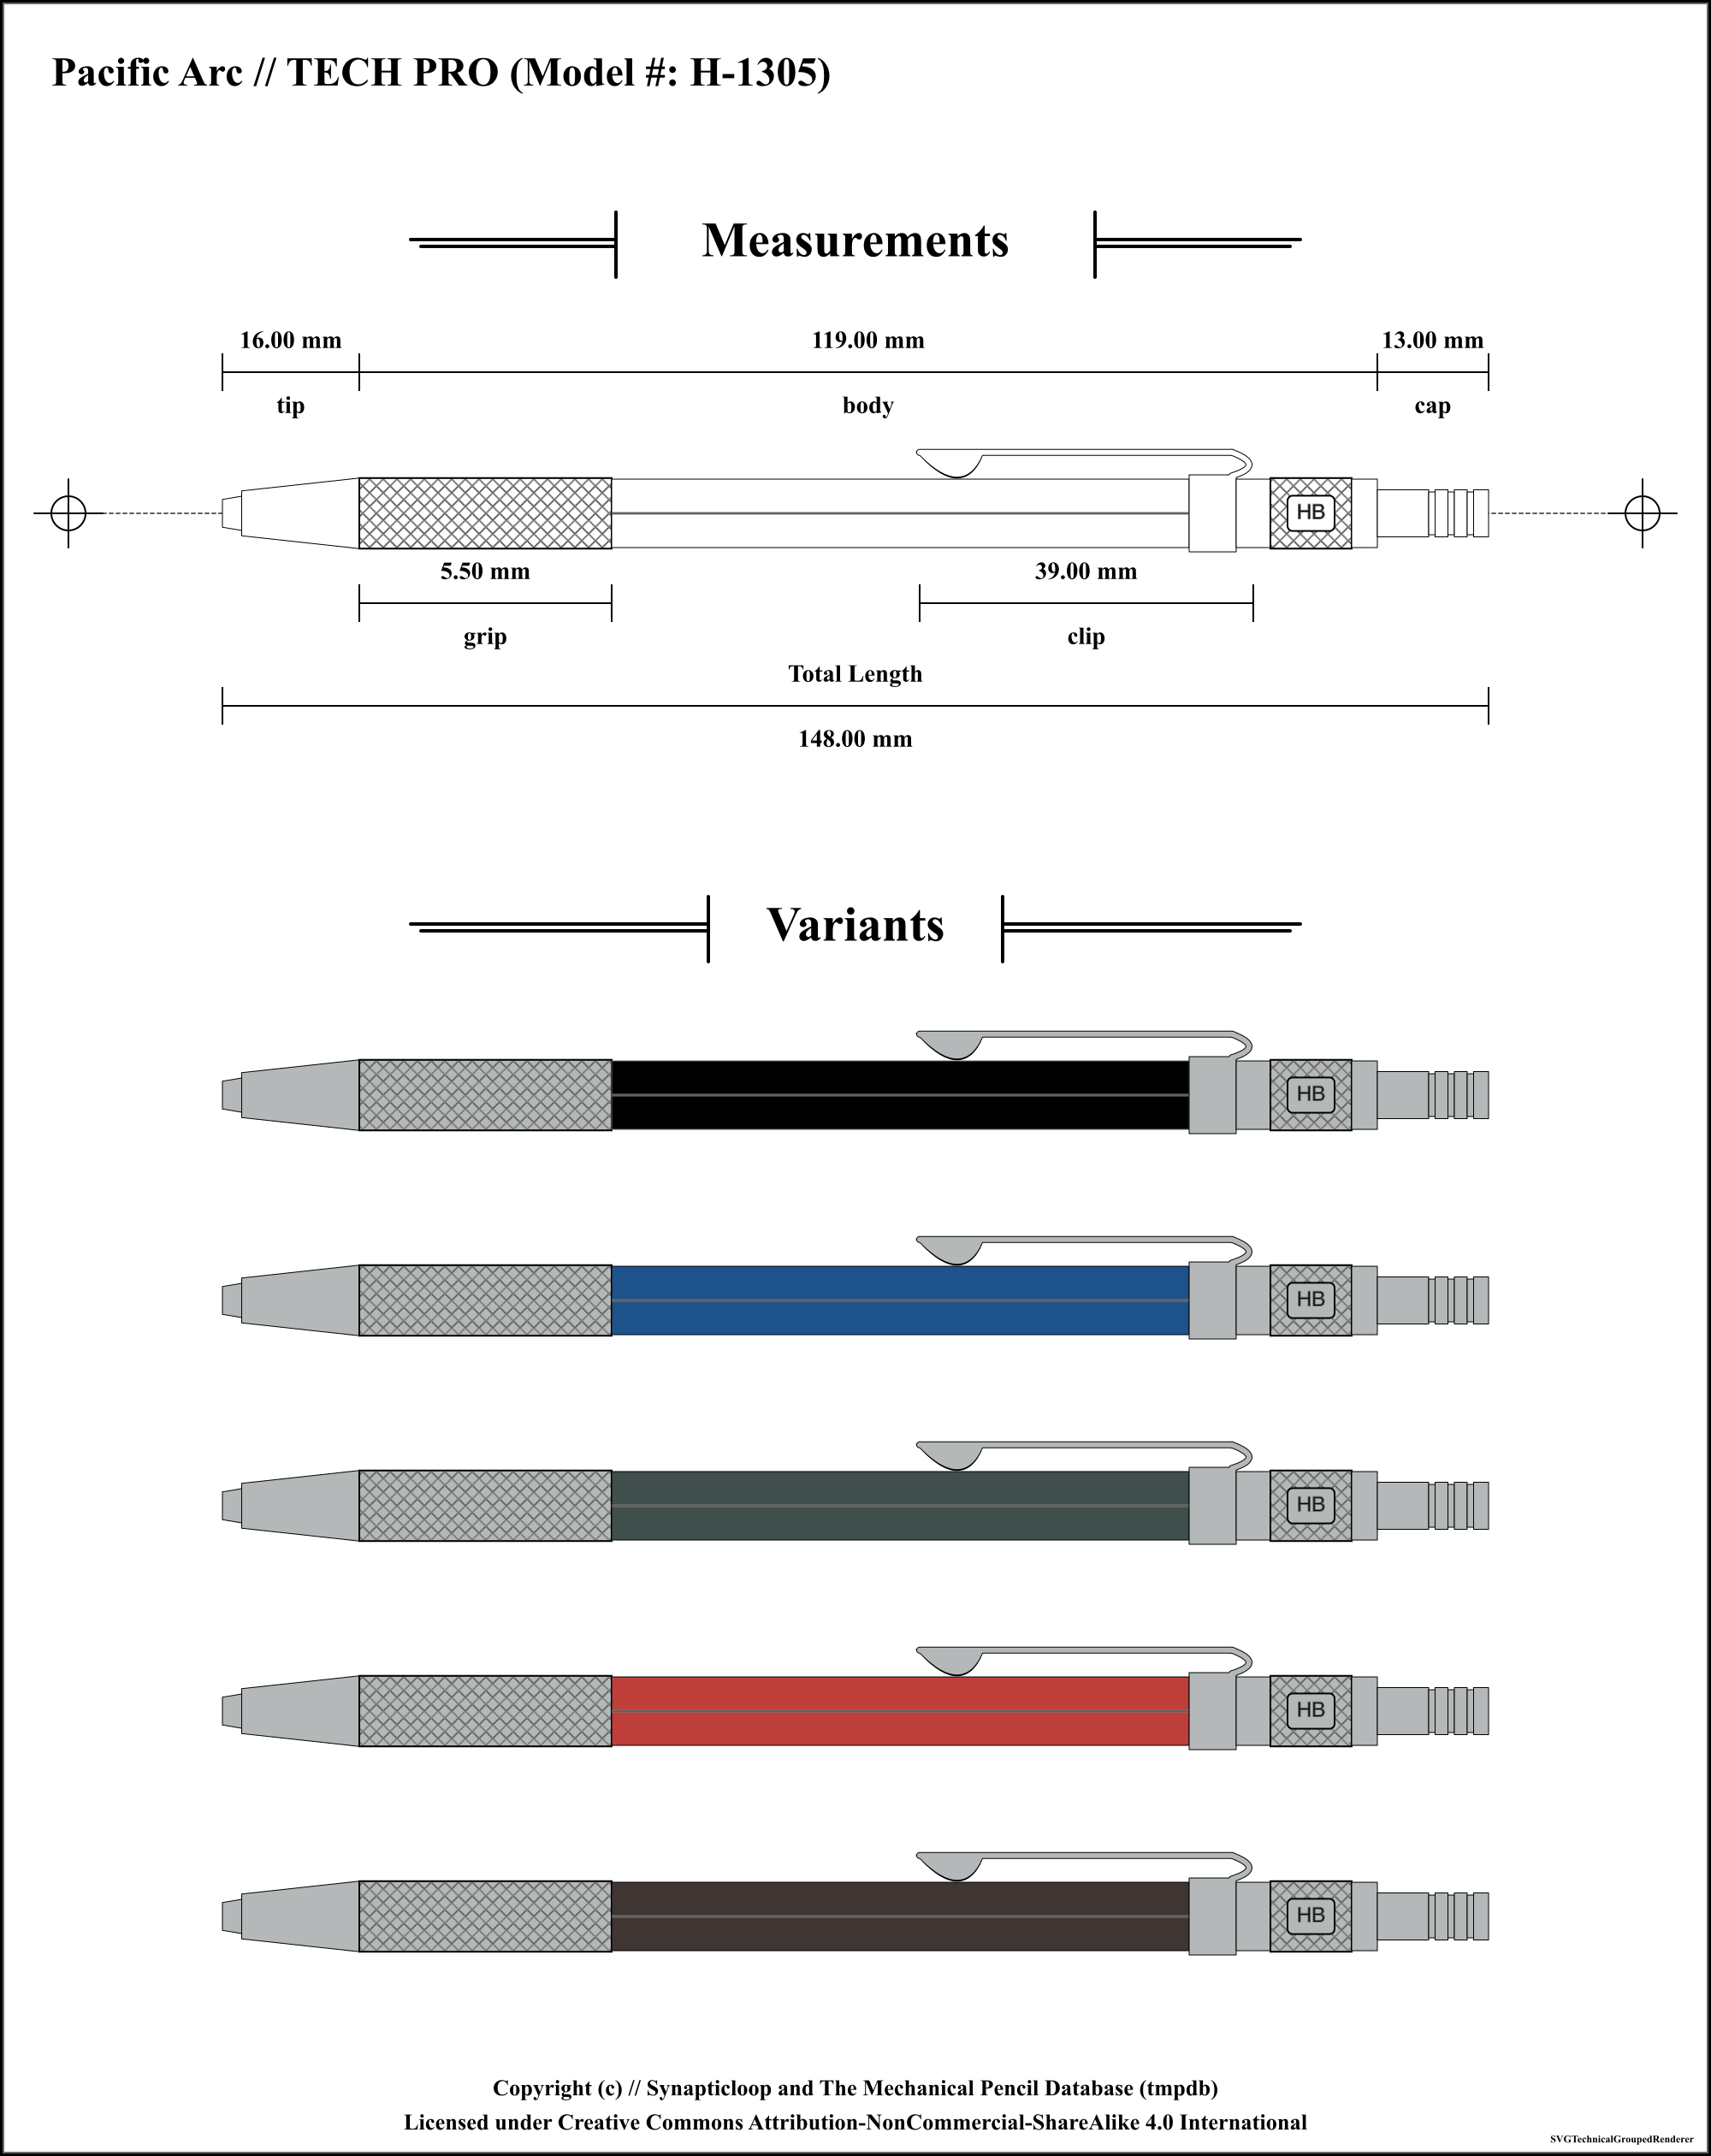 Pacific Arc // TECH PRO (Model #: H-1305)
Measurements
16.00 mm 119.00 mm 13.00 mm
tip body cap
HB
5.50 mm 39.00 mm
grip clip
Total Length
148.00 mm
Variants
HB
HB
HB
HB
HB
Copyright (c) // Synapticloop and The Mechanical Pencil Database (tmpdb)
Licensed under Creative Commons Attribution-NonCommercial-ShareAlike 4.0 International
SVGTechnicalGroupedRenderer